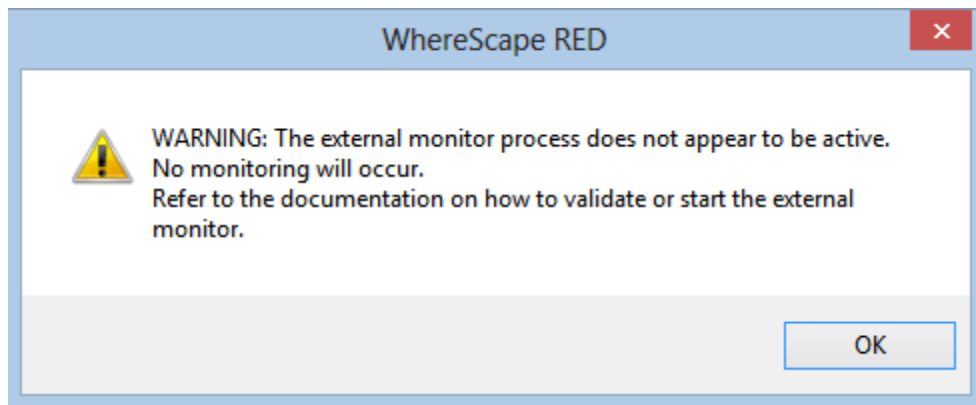 WhereScape RED
WARNING: The external monitor process does not appear to be active.
No monitoring will occur.
Refer to the documentation on how to validate or start the external
monitor.
OK